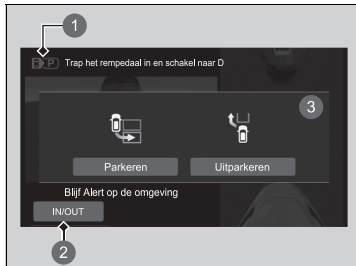 1
P Trap het rempedaal in en schakel naar D
3
Parkeren Uitparkeren
Blijf Alert op de omgeving
IN/OUT
2